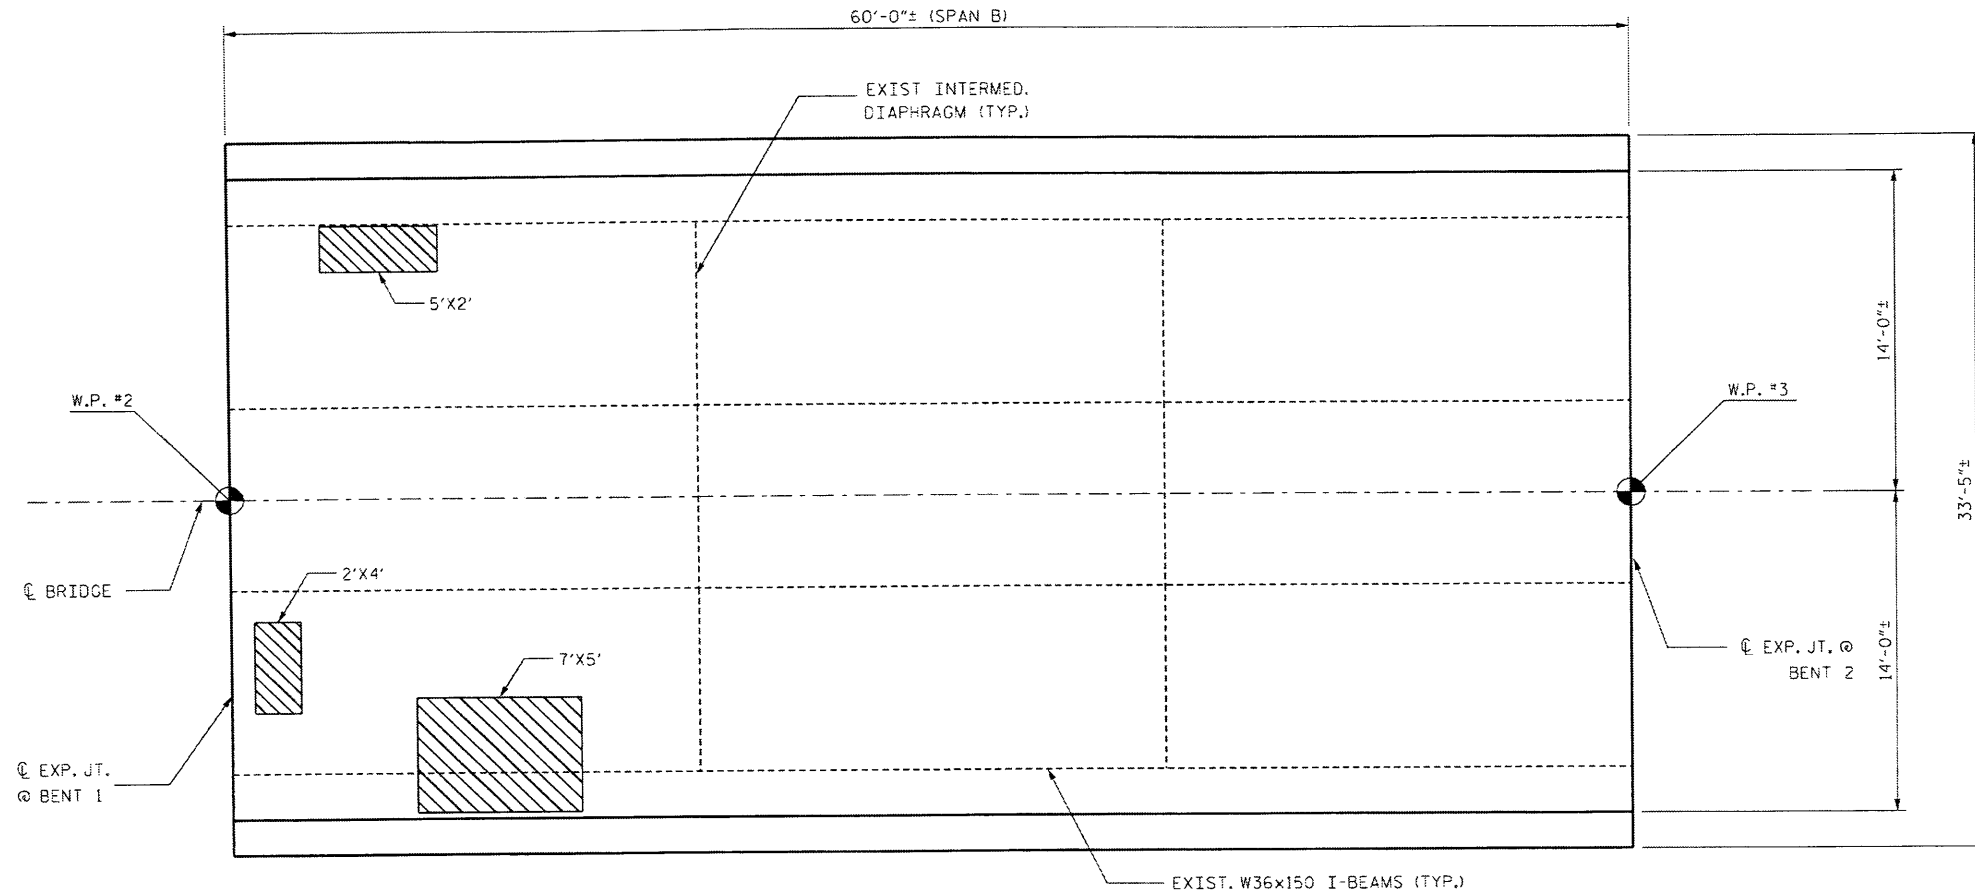 60'-0"± (SPAN B)
EXIST INTERMED.
DIAPHRAGM (TYP.)
5'X2'
14'-0"±
W.P. #2
W.P. #3
33'-5"±
2'X4'
℄ BRIDGE
7'X5'
℄ EXP. JT. @
BENT 2
14'-0"±
℄ EXP. JT.
@ BENT 1
EXIST. W36x150 I-BEAMS (TYP.)